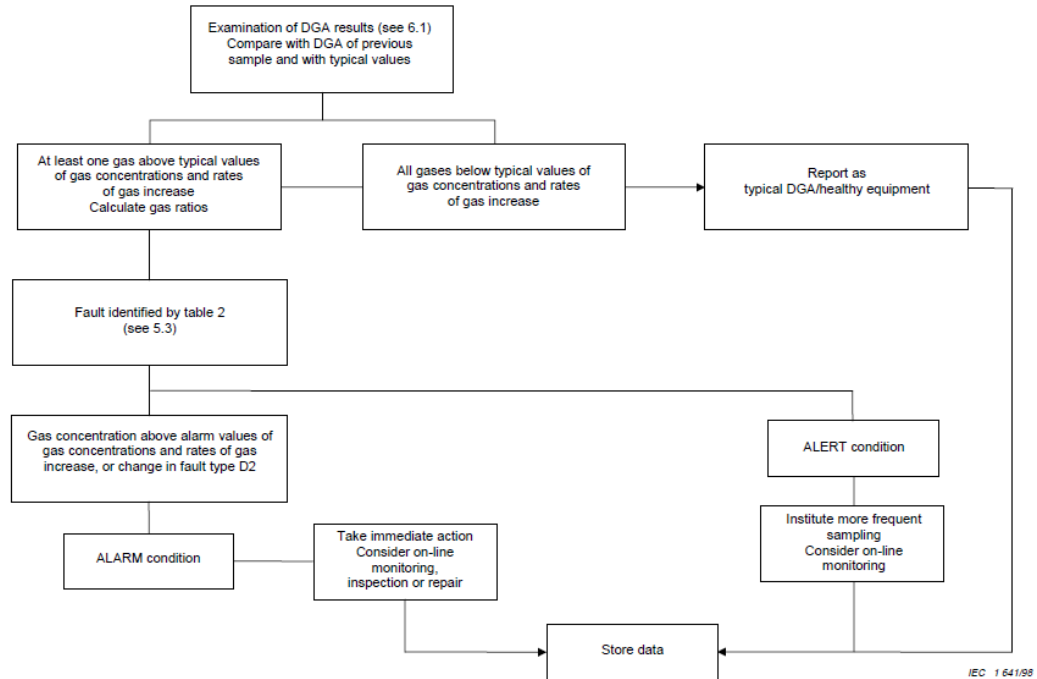 Examination of DGA results (see 6.1)
Compare with DGA of previous
sample and with typical values
At least one gas above typical values
of gas concentrations and rates
of gas increase
Calculate gas ratios
All gases below typical values of
gas concentrations and rates
of gas increase
Report as
typical DGA/healthy equipment
Fault identified by table 2
(see 5.3)
Gas concentration above alarm values of
gas concentrations and rates of gas
increase, or change in fault type D2
ALERT condition
ALARM condition
Take immediate action
Consider on-line
monitoring,
inspection or repair
Institute more frequent
sampling
Consider on-line
monitoring
Store data
IEC 1 641/98